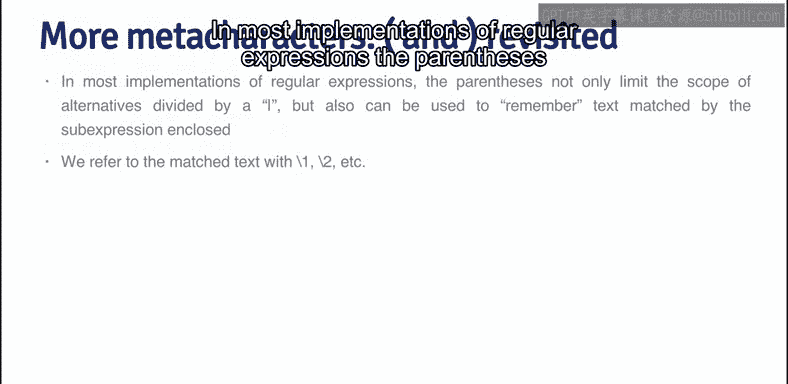 More metacharacters: ( and ) revisited
In most implementations of regular
expressions the parentheses
· In most implementations of regular expressions, the parentheses not only limit the scope of
alternatives divided by a “|”, but also can be used to “remember” text matched by the
subexpression enclosed
· We refer to the matched text with \1, \2, etc.